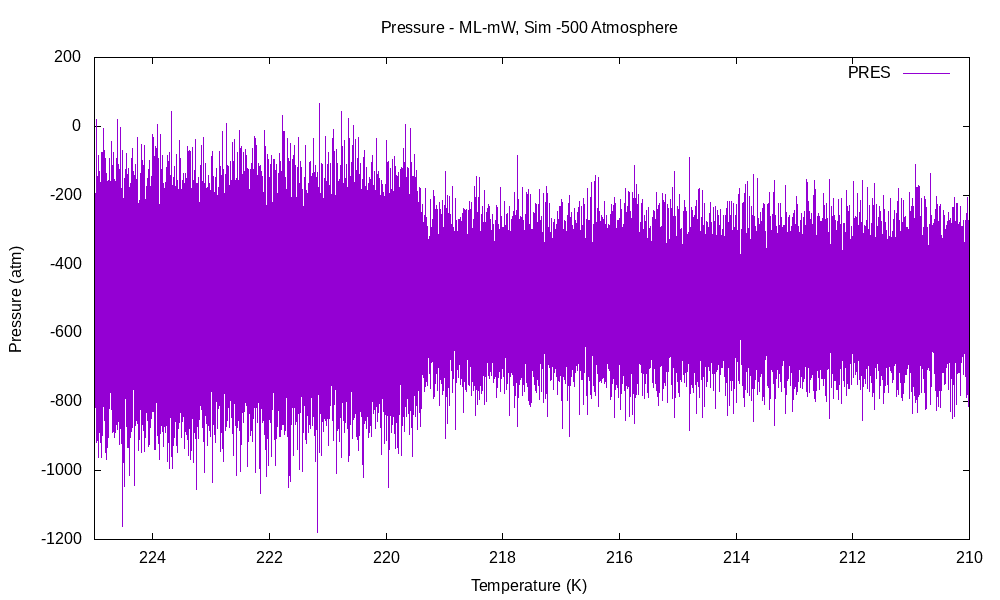 Pressure - ML-mW, Sim -500 Atmosphere
PRES
200
0
-200
-400
-600
-800
-1000
-1200
Pressure (atm)
224 222 220 218 216 214 212 210
Temperature (K)